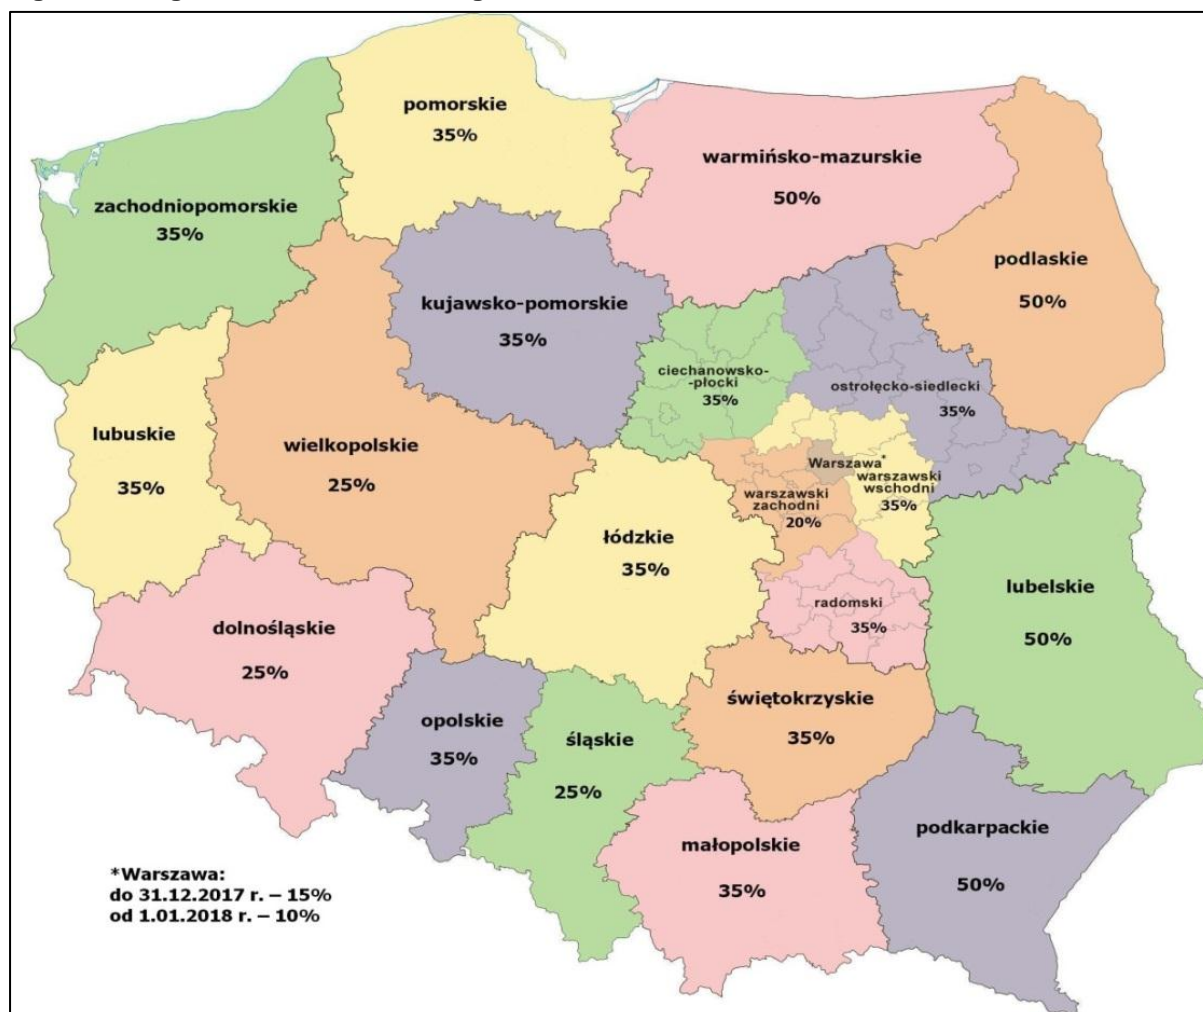 pomorskie
35%
warmińsko-mazurskie
50%
zachodniopomorskie
35%
podlaskie
50%
kujawsko-pomorskie
35%
ciechanowsko-
-płocki
35%
ostrołęcko-siedlecki
35%
lubuskie
35%
wielkopolskie
25%
Warszawa*
warszawski
wschodni
35%
warszawski
zachodni
20%
łódzkie
35%
radomski
35%
lubelskie
50%
dolnośląskie
25%
opolskie
35%
śląskie
25%
świętokrzyskie
35%
małopolskie
35%
podkarpackie
50%
*Warszawa:
do 31.12.2017 r. – 15%
od 1.01.2018 r. – 10%